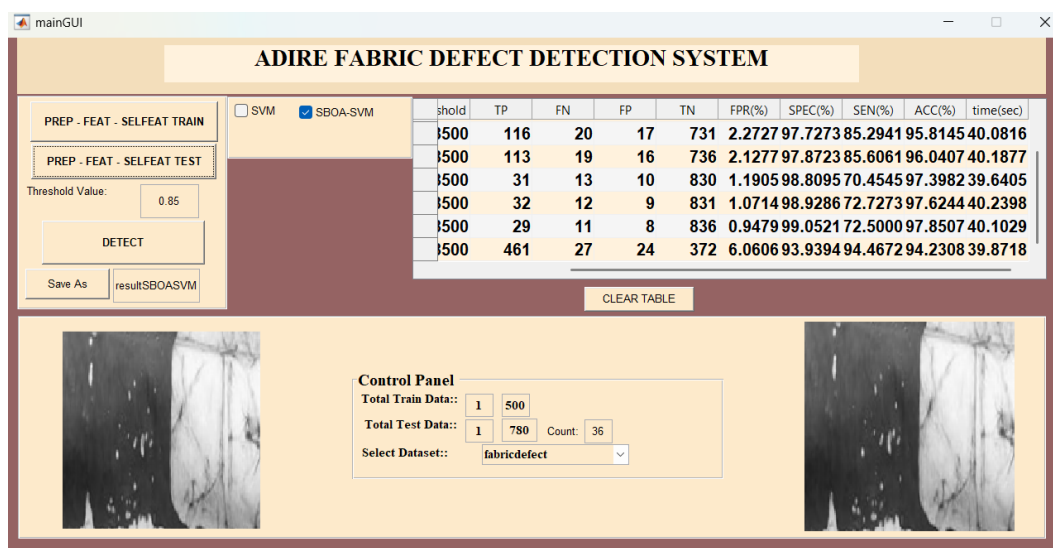 mainGUI
ADIRE FABRIC DEFECT DETECTION SYSTEM
PREP - FEAT - SELFEAT TRAIN
PREP - FEAT - SELFEAT TEST
Threshold Value:
0.85
DETECT
Save As
resultSBOASVM
SVM
SBOA-SVM
shold TP FN FP TN FPR(%) SPEC(%) SEN(%) ACC(%) time(sec)
3500 116 20 17 731 2.2727 97.7273 85.2941 95.8145 40.0816
3500 113 19 16 736 2.1277 97.8723 85.6061 96.0407 40.1877
3500 31 13 10 830 1.1905 98.8095 70.4545 97.3982 39.6405
3500 32 12 9 831 1.0714 98.9286 72.7273 97.6244 40.2398
3500 29 11 8 836 0.9479 99.0521 72.5000 97.8507 40.1029
3500 461 27 24 372 6.0606 93.9394 94.4672 94.2308 39.8718
CLEAR TABLE
Control Panel
Total Train Data:: 1 500
Total Test Data:: 1 780 Count: 36
Select Dataset:: fabricdefect